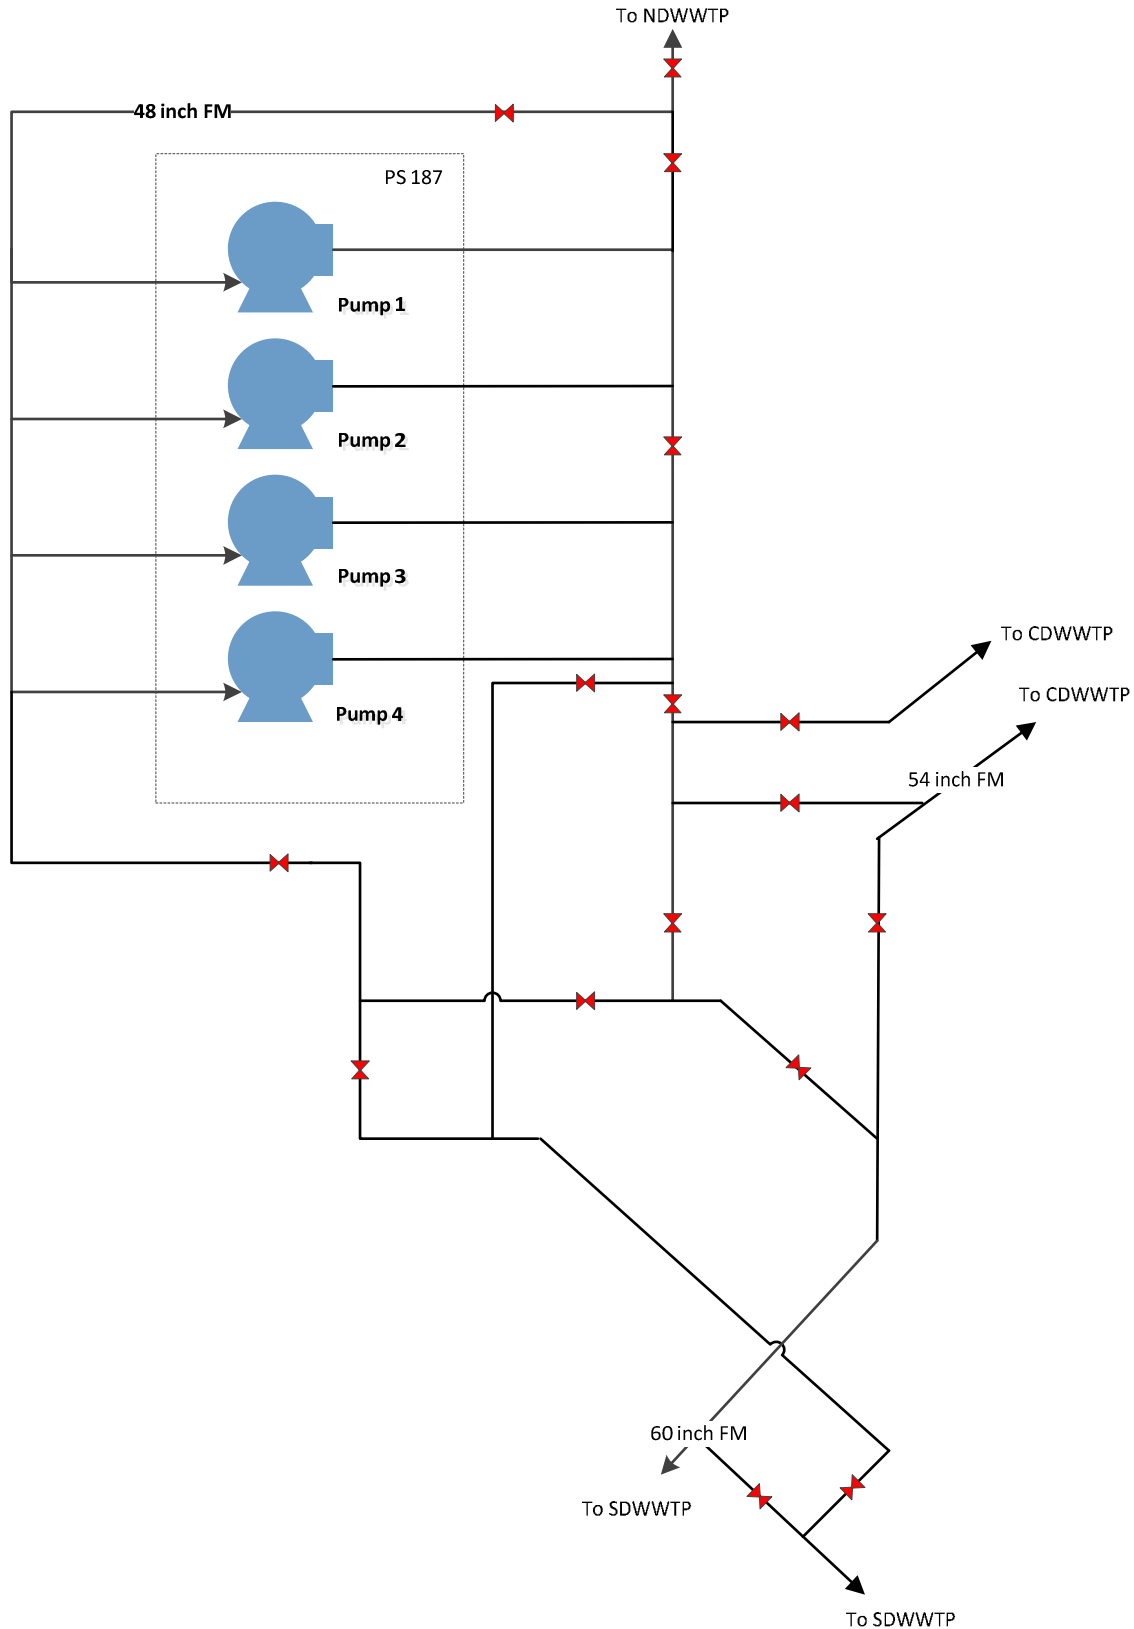 To NDWWTP
48 inch FM
PS 187
Pump 1
Pump 2
Pump 3
To CDWWTP
To CDWWTP
Pump 4
54 inch FM
60 inch FM
To SDWWTP
To SDWWTP